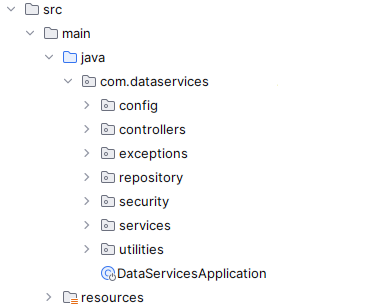 src
main
java
com.dataservices
config
controllers
exceptions
repository
security
services
utilities
DataServicesApplication
resources